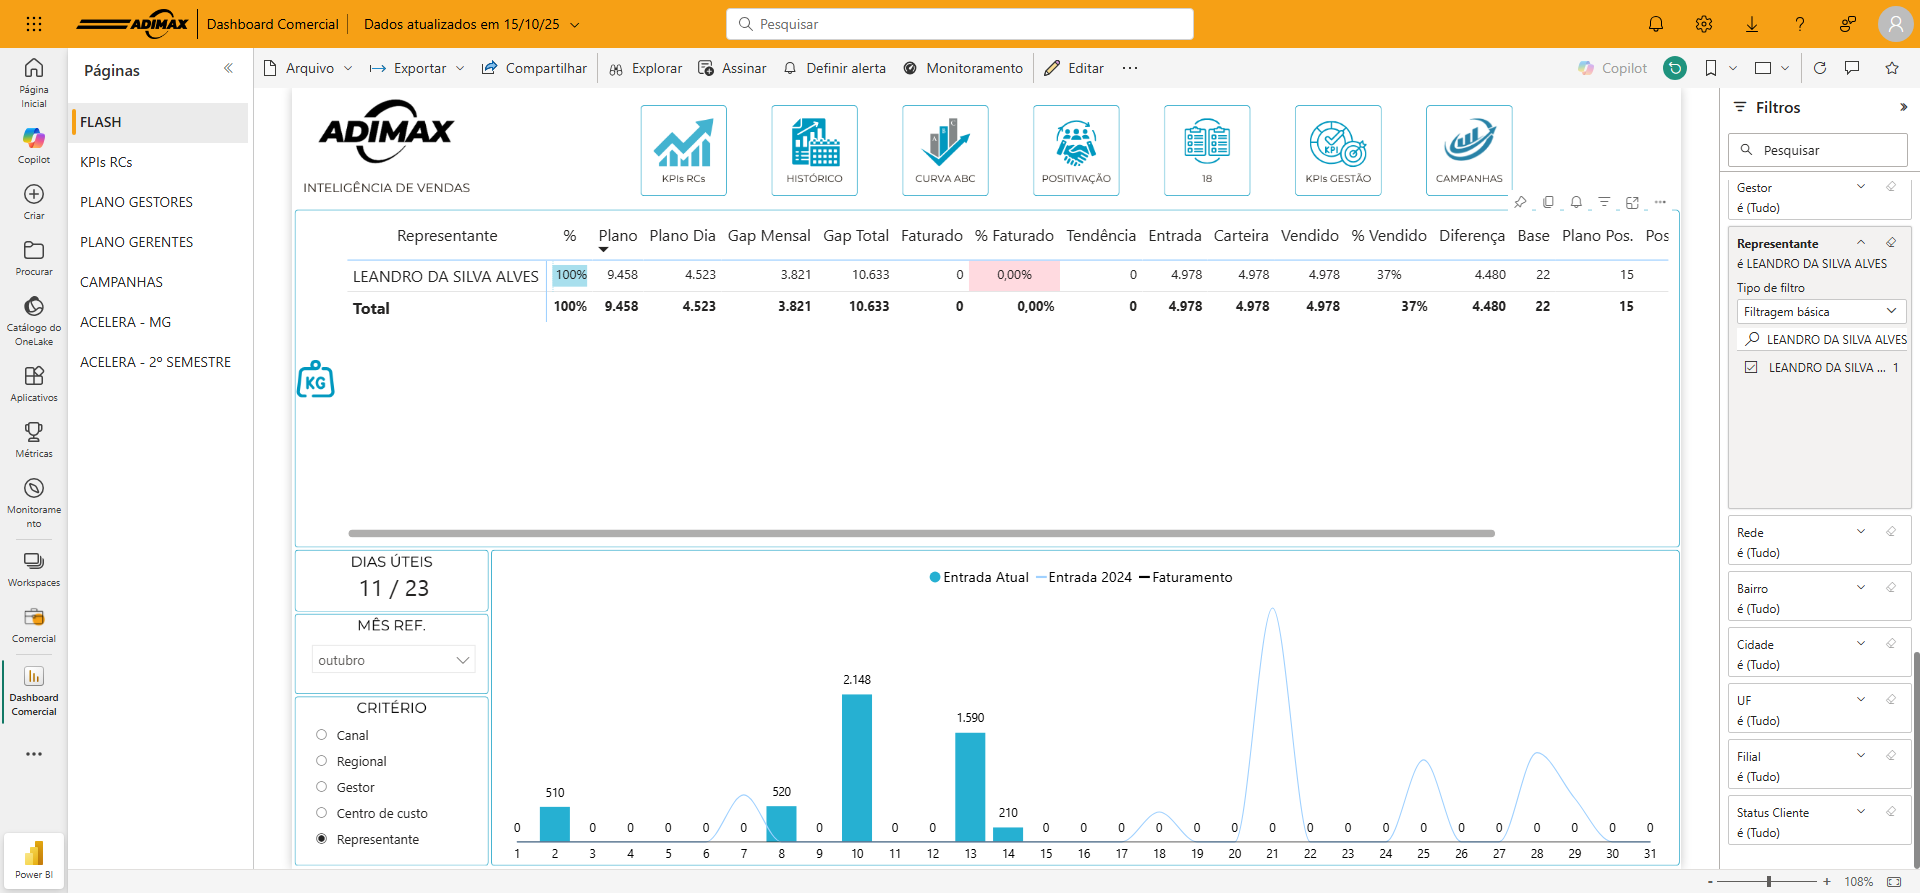 ADIMAX Dashboard Comercial Dados atualizados em 15/10/25 Pesquisar
Páginas
Arquivo Exportar Compartilhar Explorar Assinar Definir alerta Monitoramento Editar Copilot
Página Inicial
Copilot
Criar
Procurar
Catálogo do OneLake
Aplicativos
Métricas
Monitoramento
Workspaces
Comercial
Dashboard Comercial
Power BI
FLASH
KPIs RCs
PLANO GESTORES
PLANO GERENTES
CAMPANHAS
ACELERA - MG
ACELERA - 2º SEMESTRE
ADIMAX
INTELIGÊNCIA DE VENDAS
KPIs RCs HISTÓRICO CURVA ABC POSITIVAÇÃO 18 KPIs GESTÃO CAMPANHAS
Representante % Plano Plano Dia Gap Mensal Gap Total Faturado % Faturado Tendência Entrada Carteira Vendido % Vendido Diferença Base Plano Pos. Pos
LEANDRO DA SILVA ALVES 100% 9.458 4.523 3.821 10.633 0 0,00% 0 4.978 4.978 4.978 37% 4.480 22 15
Total 100% 9.458 4.523 3.821 10.633 0 0,00% 0 4.978 4.978 4.978 37% 4.480 22 15
KG
DIAS ÚTEIS
11 / 23
MÊS REF.
outubro
CRITÉRIO
Canal
Regional
Gestor
Centro de custo
Representante
Entrada Atual Entrada 2024 Faturamento
0 510 0 0 0 0 0 520 0 2.148 0 0 1.590 210 0 0 0 0 0 0 0 0 0 0 0 0 0 0 0 0 0
1 2 3 4 5 6 7 8 9 10 11 12 13 14 15 16 17 18 19 20 21 22 23 24 25 26 27 28 29 30 31
Filtros
Pesquisar
Gestor
é (Tudo)
Representante
é LEANDRO DA SILVA ALVES
Tipo de filtro
Filtragem básica
LEANDRO DA SILVA ALVES
LEANDRO DA SILVA ... 1
Rede
é (Tudo)
Bairro
é (Tudo)
Cidade
é (Tudo)
UF
é (Tudo)
Filial
é (Tudo)
Status Cliente
é (Tudo)
- + 108%